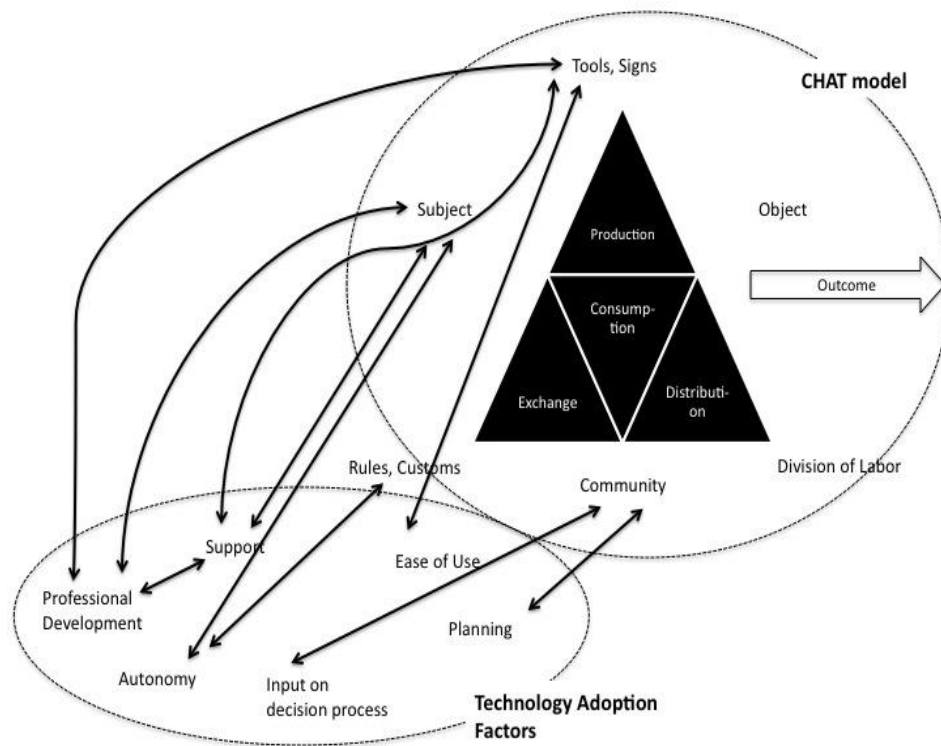 Tools, Signs
CHAT model
Subject
Object
Production
Outcome
Consump-
tion
Exchange
Distributi-
on
Rules, Customs
Division of Labor
Community
Support
Ease of Use
Professional
Development
Planning
Autonomy
Input on
decision process
Technology Adoption
Factors